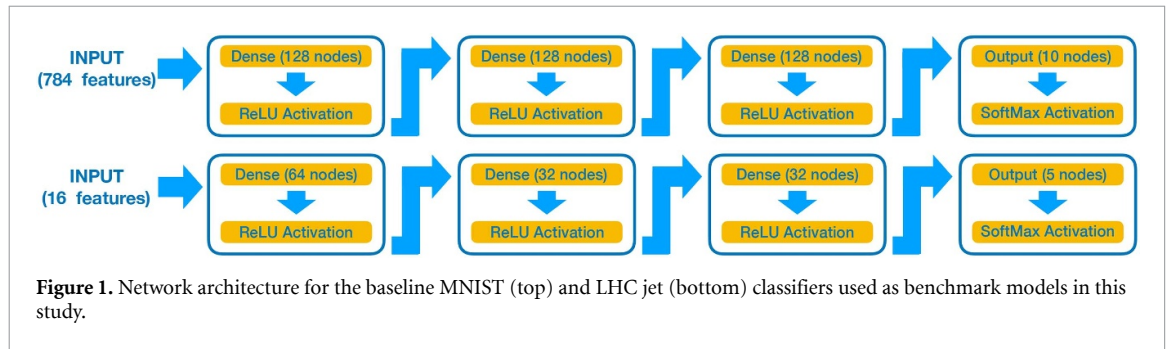 INPUT
(784 features)
Dense (128 nodes)
ReLU Activation
Dense (128 nodes)
ReLU Activation
Dense (128 nodes)
ReLU Activation
Output (10 nodes)
SoftMax Activation
INPUT
(16 features)
Dense (64 nodes)
ReLU Activation
Dense (32 nodes)
ReLU Activation
Dense (32 nodes)
ReLU Activation
Output (5 nodes)
SoftMax Activation
Figure 1. Network architecture for the baseline MNIST (top) and LHC jet (bottom) classifiers used as benchmark models in this
study.